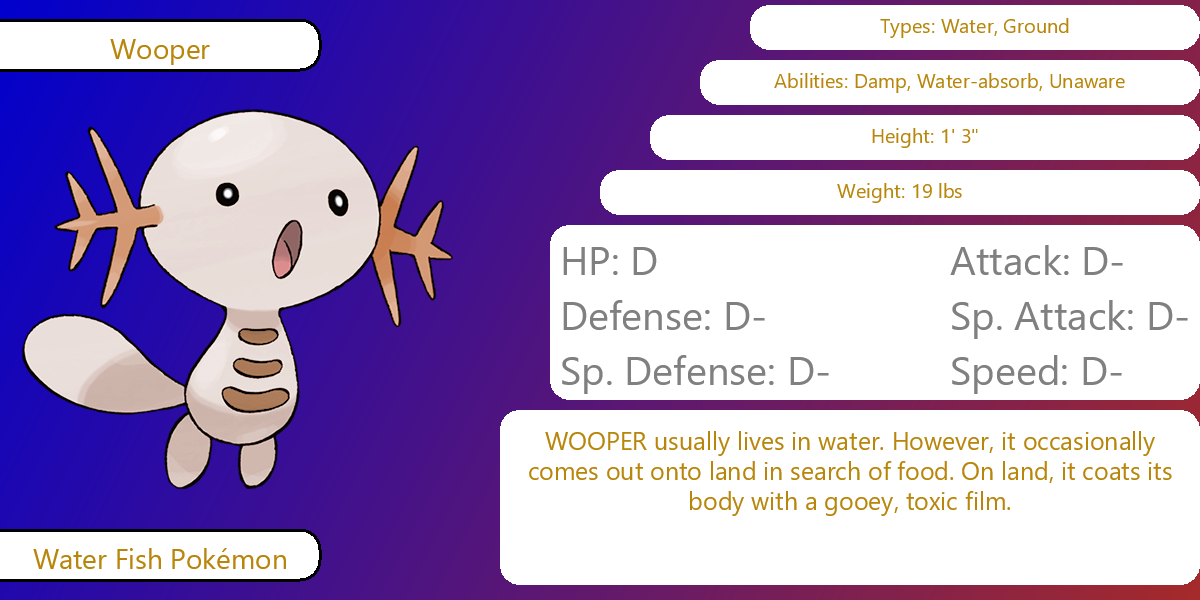 Wooper
Types: Water, Ground
Abilities: Damp, Water-absorb, Unaware
Height: 1' 3"
Weight: 19 lbs
HP: D
Attack: D-
Defense: D-
Sp. Attack: D-
Sp. Defense: D-
Speed: D-
WOOPER usually lives in water. However, it occasionally
comes out onto land in search of food. On land, it coats its
body with a gooey, toxic film.
Water Fish Pokémon